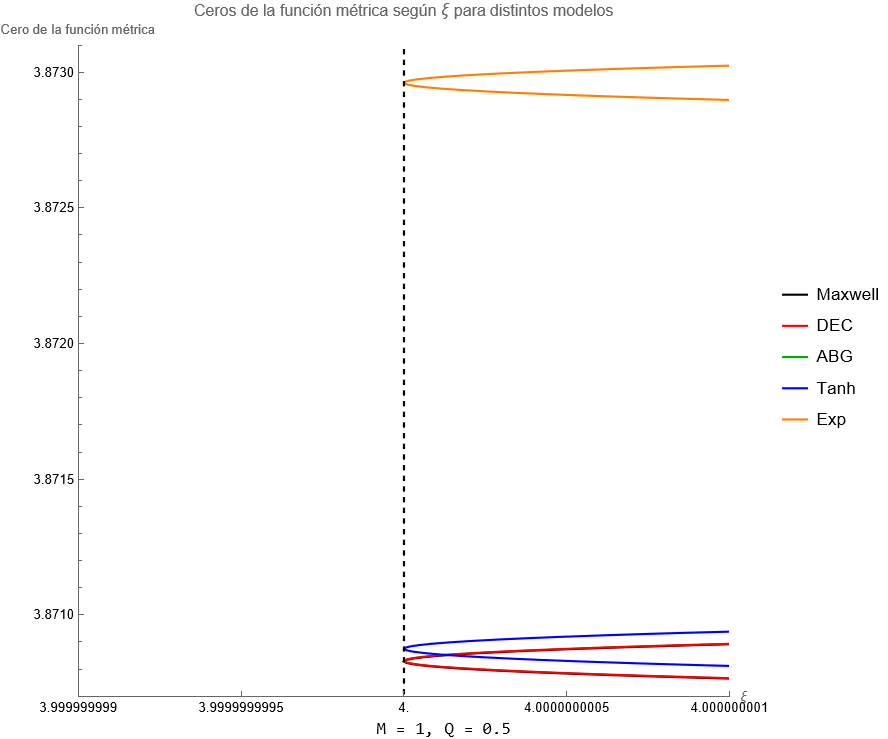 Ceros de la función métrica según ξ para distintos modelos
Cero de la función métrica
3.8730
3.8725
3.8720
3.8715
3.8710
3.999999999
3.9999999995
4.
4.0000000005
4.000000001
ξ
M = 1, Q = 0.5
Maxwell
DEC
ABG
Tanh
Exp